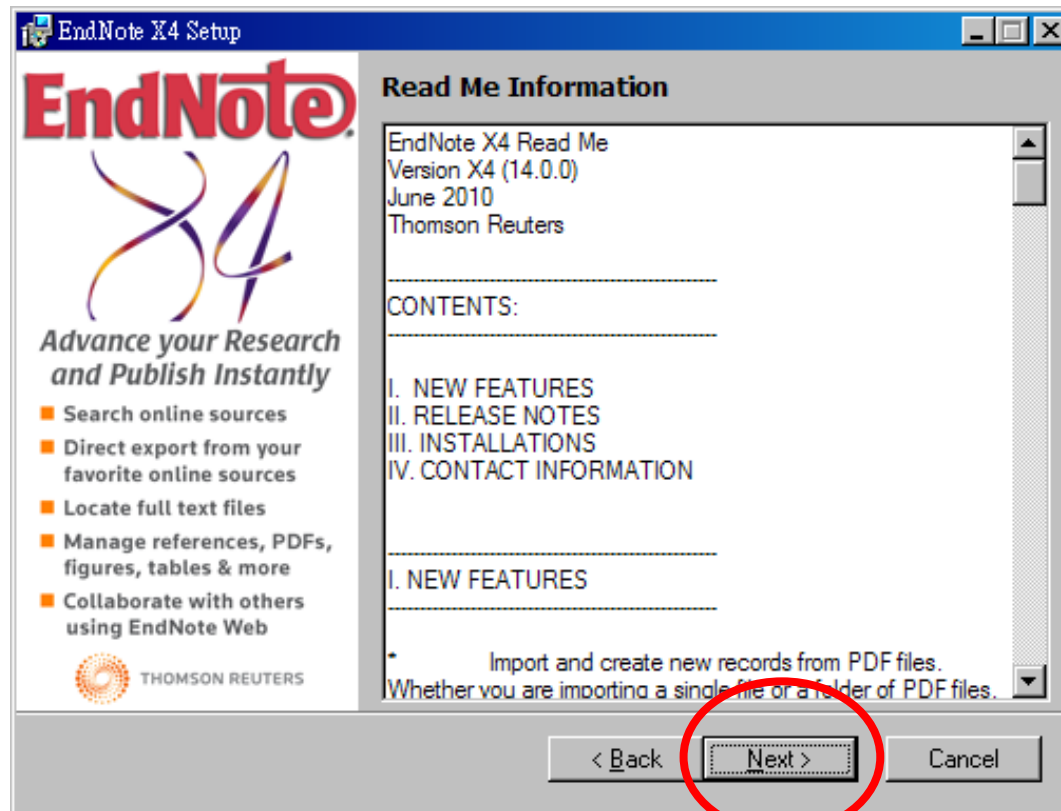 EndNote X4 Setup
EndNote
X4
Advance your Research
and Publish Instantly
Search online sources
Direct export from your
favorite online sources
Locate full text files
Manage references, PDFs,
figures, tables & more
Collaborate with others
using EndNote Web
THOMSON REUTERS
Read Me Information
EndNote X4 Read Me
Version X4 (14.0.0)
June 2010
Thomson Reuters
------------------------------------------------------------
CONTENTS:
------------------------------------------------------------
I. NEW FEATURES
II. RELEASE NOTES
III. INSTALLATIONS
IV. CONTACT INFORMATION
------------------------------------------------------------
I. NEW FEATURES
------------------------------------------------------------
* Import and create new records from PDF files.
Whether you are importing a single file or a folder of PDF files,
< Back
Next >
Cancel